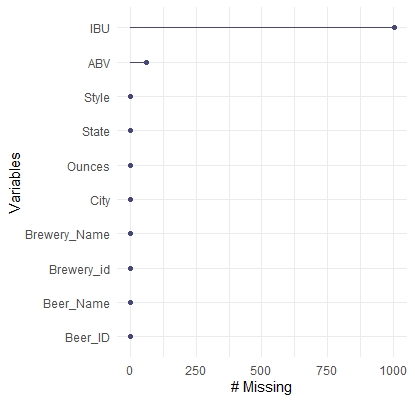 IBU
ABV
Style
State
Ounces
City
Brewery_Name
Brewery_id
Beer_Name
Beer_ID
Variables
0 250 500 750 1000
# Missing